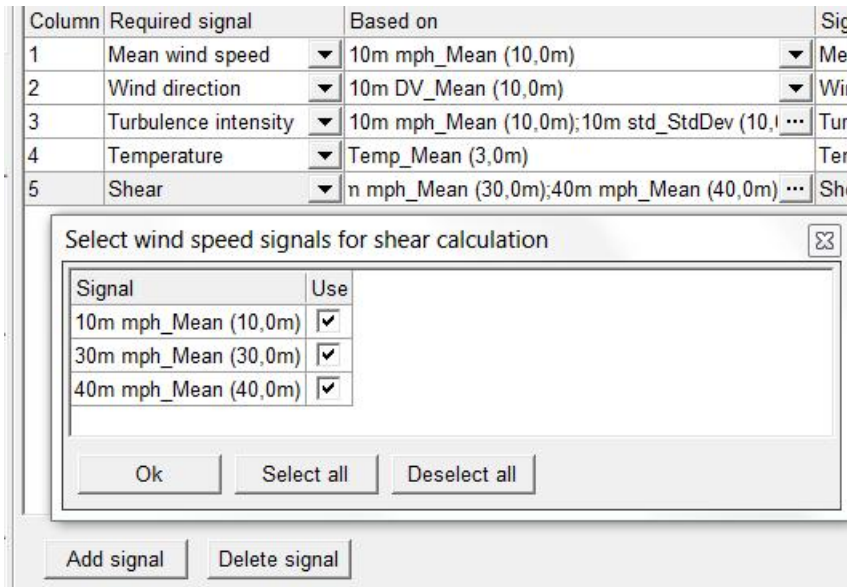 Column Required signal Based on Sig
1 Mean wind speed 10m mph_Mean (10,0m) Me
2 Wind direction 10m DV_Mean (10,0m) Wi
3 Turbulence intensity 10m mph_Mean (10,0m);10m std_StdDev (10,( ... Tur
4 Temperature Temp_Mean (3,0m) Ter
5 Shear n mph_Mean (30,0m);40m mph_Mean (40,0m) ... She
Select wind speed signals for shear calculation
Signal Use
10m mph_Mean (10,0m)
30m mph_Mean (30,0m)
40m mph_Mean (40,0m)
Ok Select all Deselect all
Add signal Delete signal